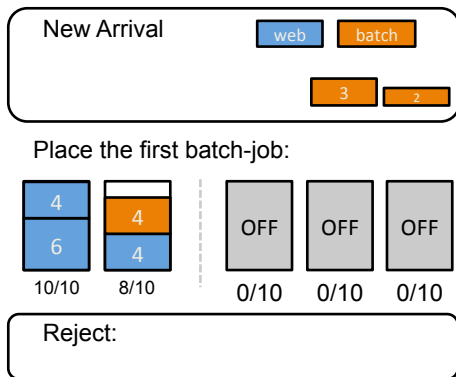 New Arrival
web batch
3 2
Place the first batch-job:
4 4
6 4
OFF OFF OFF
10/10 8/10 0/10 0/10 0/10
Reject: